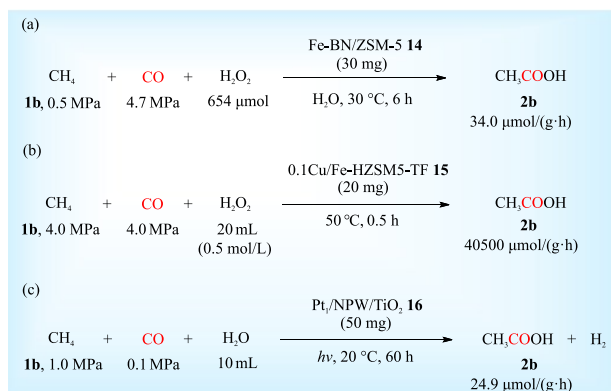 (a)
Fe-BN/ZSM-5 14
(30 mg)
CH₄ + CO + H₂O₂ CH₃COOH
H₂O, 30 °C, 6 h
1b, 0.5 MPa 4.7 MPa 654 μmol 2b
34.0 μmol/(g·h)
(b)
0.1Cu/Fe-HZSM5-TF 15
(20 mg)
CH₄ + CO + H₂O₂ CH₃COOH
50 °C, 0.5 h
1b, 4.0 MPa 4.0 MPa 20 mL 2b
(0.5 mol/L) 40500 μmol/(g·h)
(c)
Pt₁/NPW/TiO₂ 16
(50 mg)
CH₄ + CO + H₂O CH₃COOH + H₂
hv, 20 °C, 60 h
1b, 1.0 MPa 0.1 MPa 10 mL 2b
24.9 μmol/(g·h)